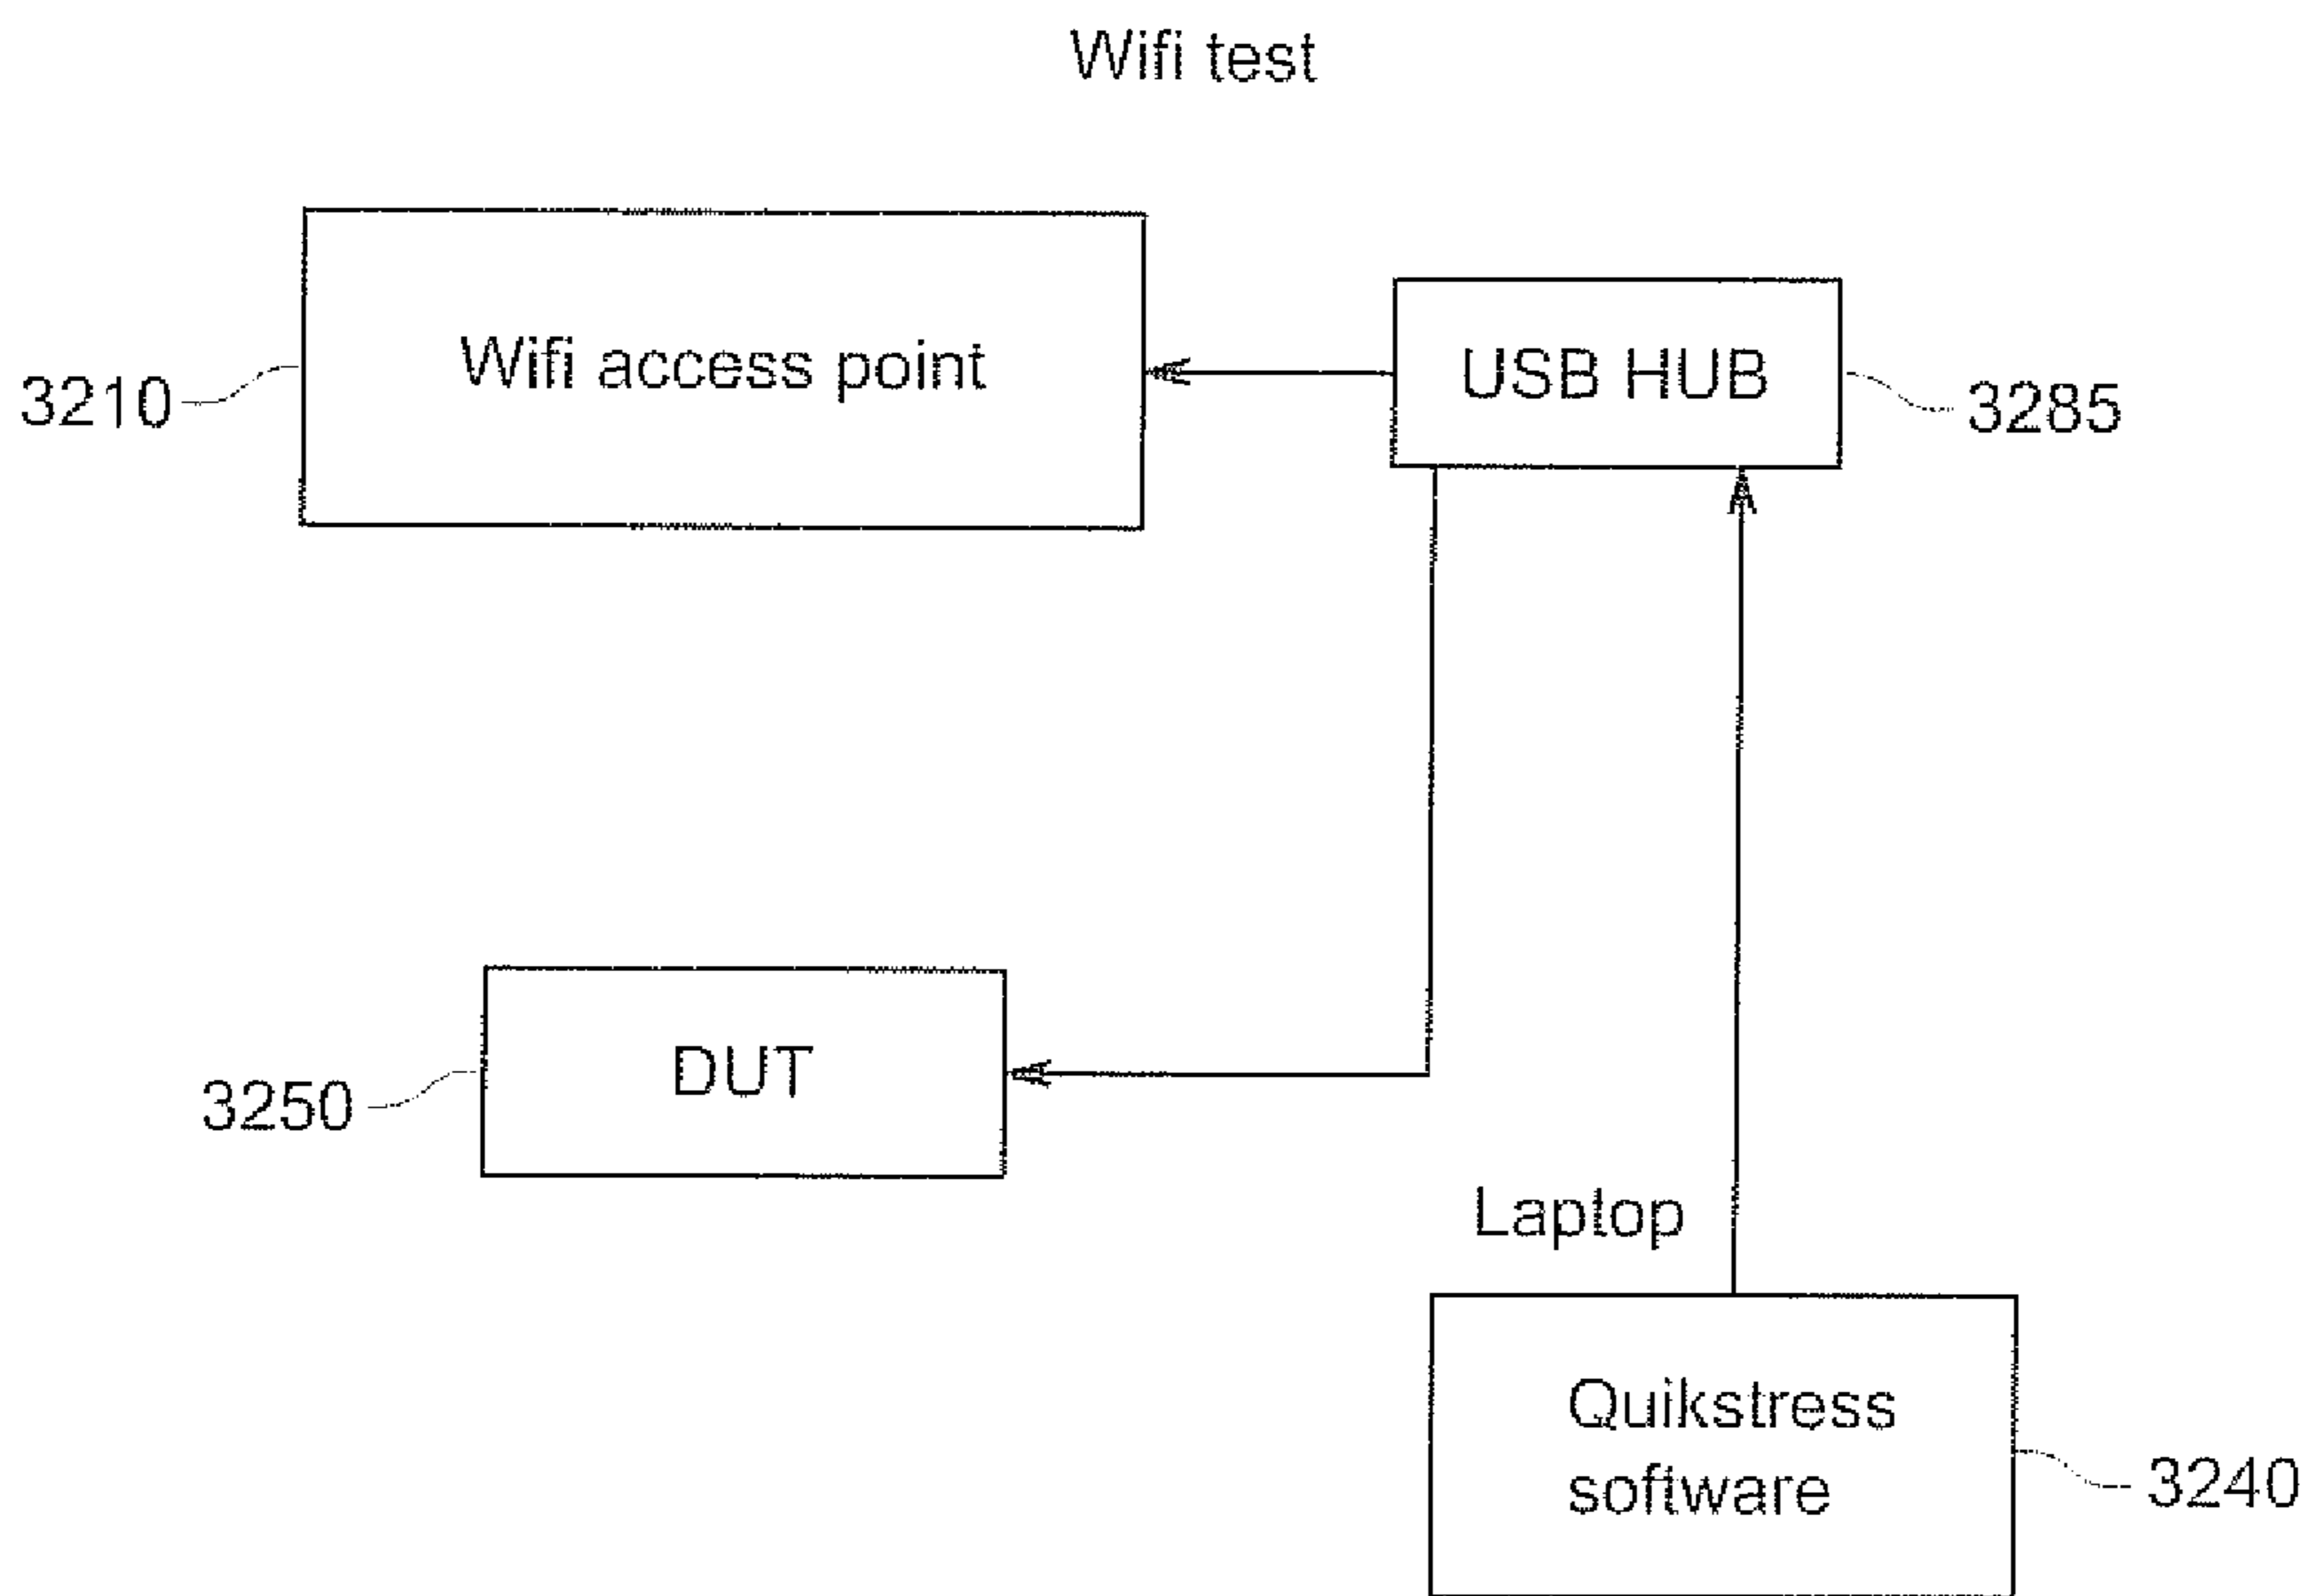 Wifi test
Wifi access point
USB HUB
3210
3285
DUT
3250
Laptop
Quikstress
software
3240